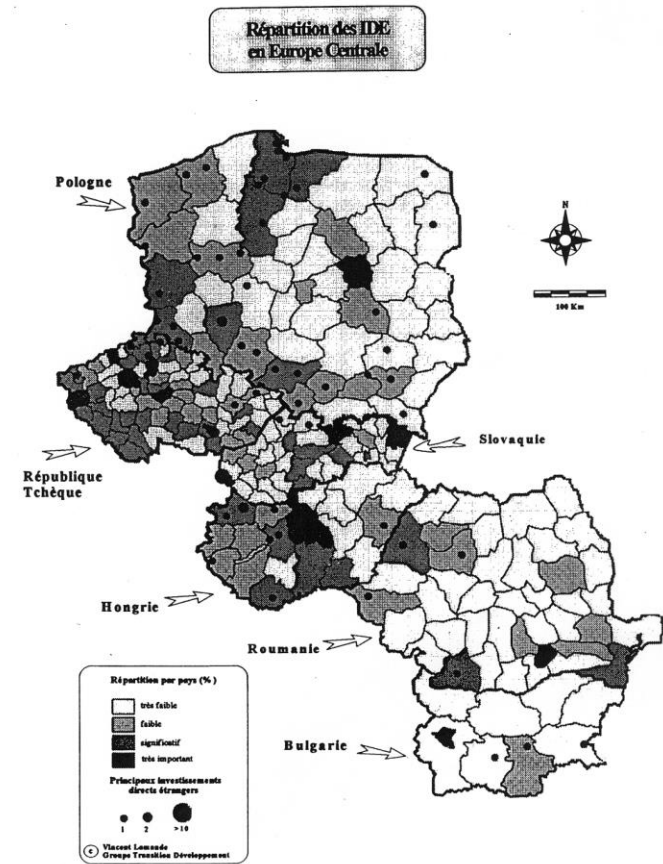 Répartition des IDE
en Europe Centrale
Pologne
N
100 Km
Slovaquie
République
Tchèque
Hongrie
Roumanie
Bulgarie
Répartition par pays (%)
très faible
faible
significatif
très important
Principaux investissements
directs étrangers
1 2 >10
© Vincent Lomande
Groupe Transition Développement